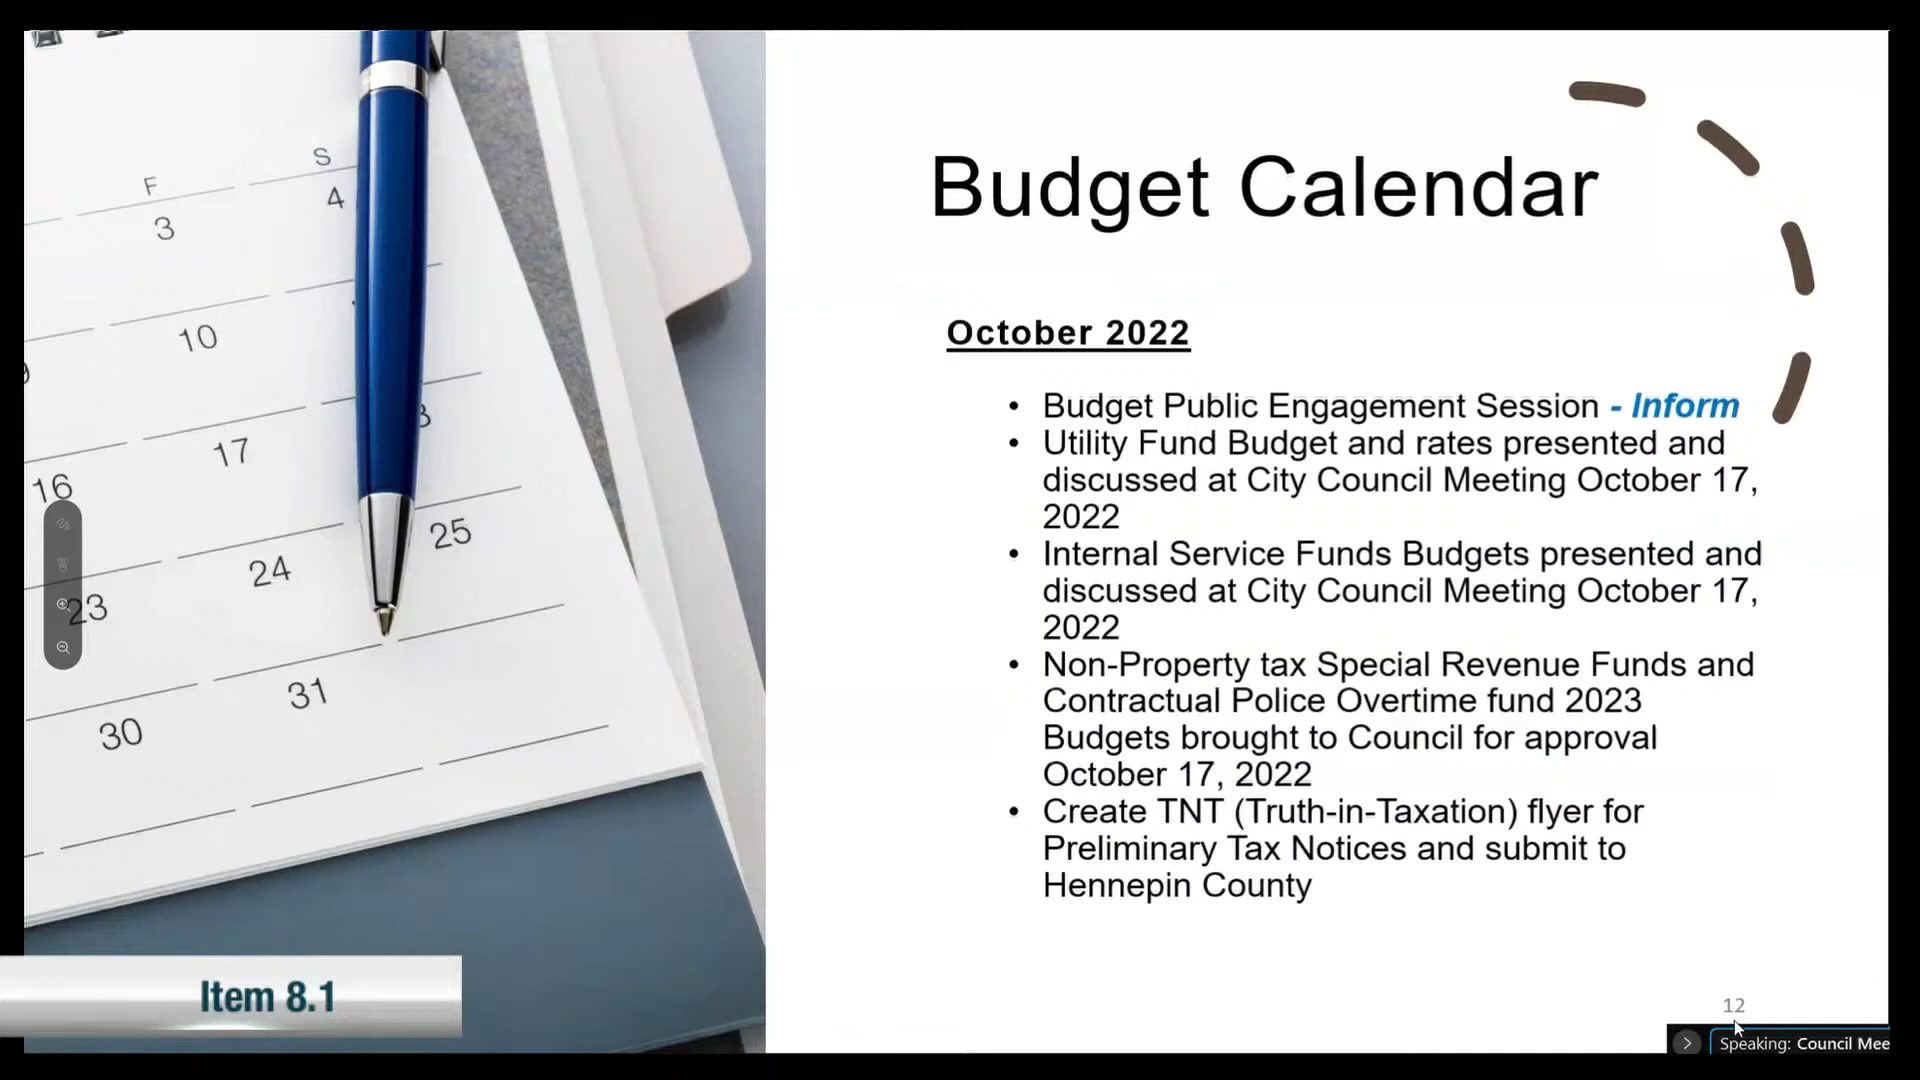 Budget Calendar
October 2022
• Budget Public Engagement Session - Inform
• Utility Fund Budget and rates presented and
discussed at City Council Meeting October 17,
2022
• Internal Service Funds Budgets presented and
discussed at City Council Meeting October 17,
2022
• Non-Property tax Special Revenue Funds and
Contractual Police Overtime fund 2023
Budgets brought to Council for approval
October 17, 2022
• Create TNT (Truth-in-Taxation) flyer for
Preliminary Tax Notices and submit to
Hennepin County
F S
3 4
10
16 17
23 24 25
30 31
Item 8.1
12
Speaking: Council Mee